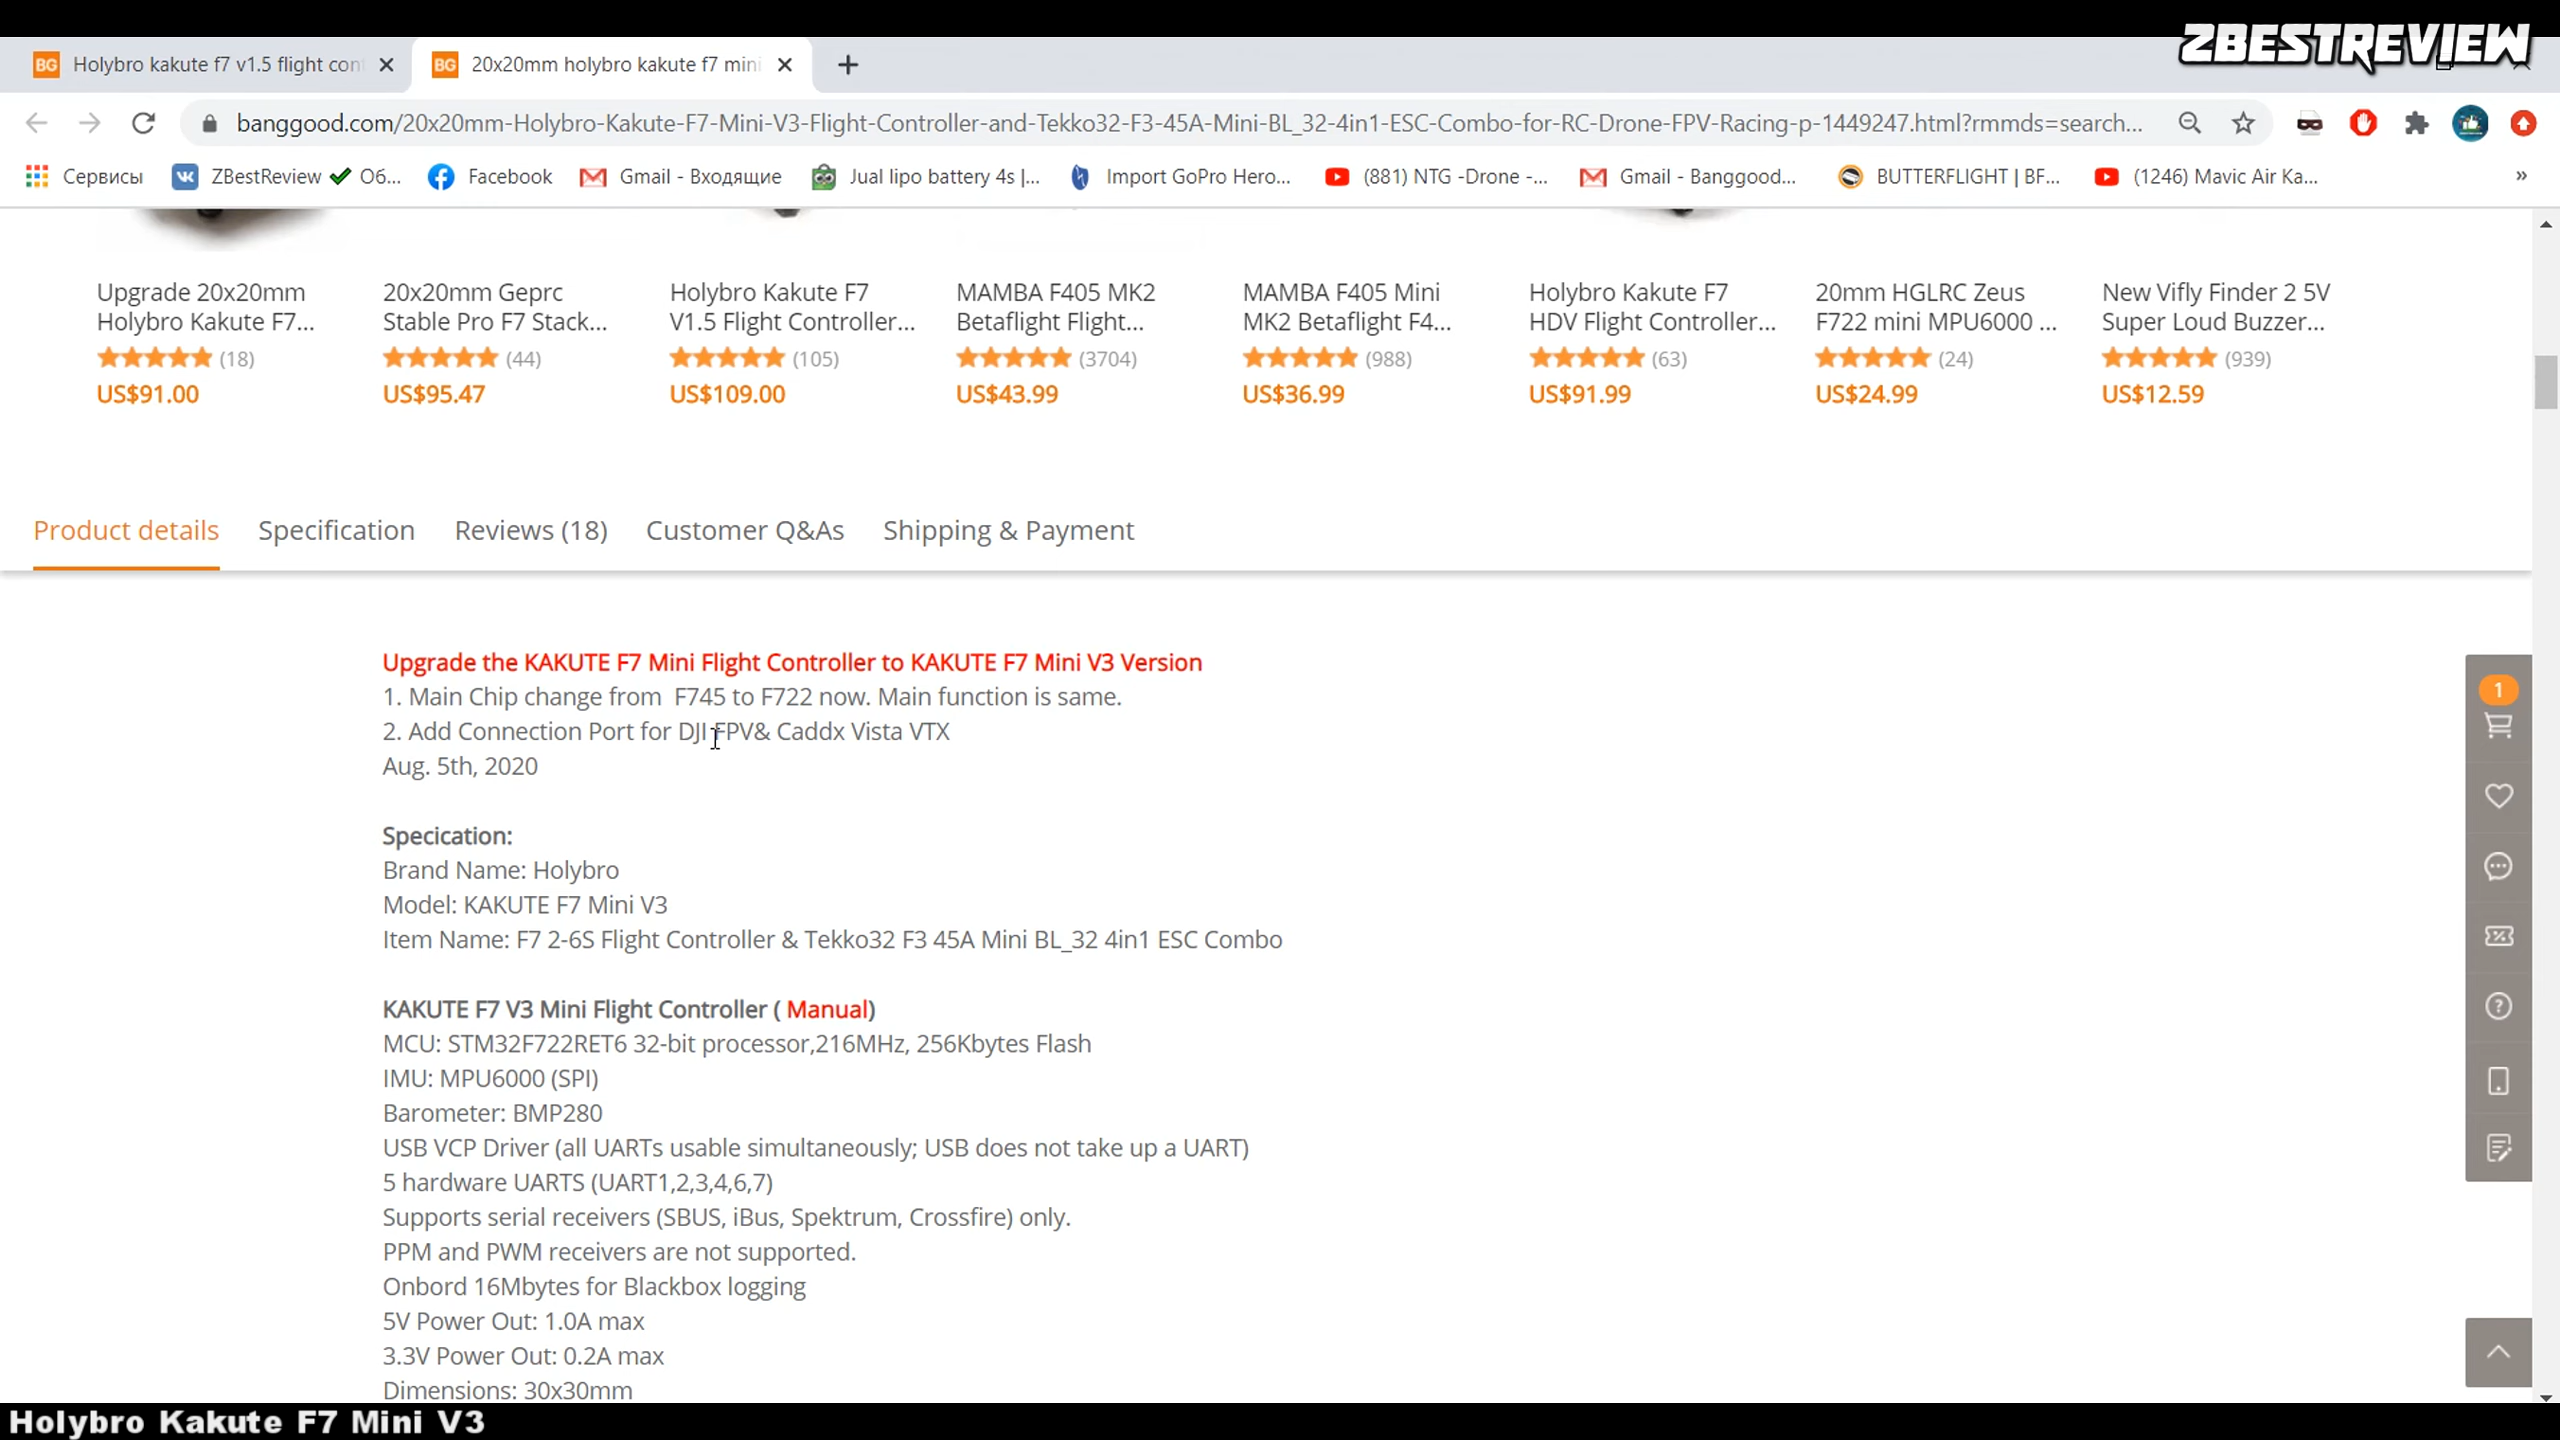 ZBESTREVIEW
Holybro kakute f7 v1.5 flight con
20x20mm holybro kakute f7 mini
banggood.com/20x20mm-Holybro-Kakute-F7-Mini-V3-Flight-Controller-and-Tekko32-F3-45A-Mini-BL_32-4in1-ESC-Combo-for-RC-Drone-FPV-Racing-p-1449247.html?rmmds=search...
Сервисы ZBestReview ✔ Об... Facebook Gmail - Входящие Jual lipo battery 4s |... Import GoPro Hero... (881) NTG -Drone -... Gmail - Banggood... BUTTERFLIGHT | BF... (1246) Mavic Air Ka... »
Upgrade 20x20mm
Holybro Kakute F7...
(18)
US$91.00
20x20mm Geprc
Stable Pro F7 Stack...
(44)
US$95.47
Holybro Kakute F7
V1.5 Flight Controller...
(105)
US$109.00
MAMBA F405 MK2
Betaflight Flight...
(3704)
US$43.99
MAMBA F405 Mini
MK2 Betaflight F4...
(988)
US$36.99
Holybro Kakute F7
HDV Flight Controller...
(63)
US$91.99
20mm HGLRC Zeus
F722 mini MPU6000 ...
(24)
US$24.99
New Vifly Finder 2 5V
Super Loud Buzzer...
(939)
US$12.59
Product details Specification Reviews (18) Customer Q&As Shipping & Payment
Upgrade the KAKUTE F7 Mini Flight Controller to KAKUTE F7 Mini V3 Version
1. Main Chip change from F745 to F722 now. Main function is same.
2. Add Connection Port for DJI FPV& Caddx Vista VTX
Aug. 5th, 2020
Specication:
Brand Name: Holybro
Model: KAKUTE F7 Mini V3
Item Name: F7 2-6S Flight Controller & Tekko32 F3 45A Mini BL_32 4in1 ESC Combo
KAKUTE F7 V3 Mini Flight Controller ( Manual)
MCU: STM32F722RET6 32-bit processor,216MHz, 256Kbytes Flash
IMU: MPU6000 (SPI)
Barometer: BMP280
USB VCP Driver (all UARTs usable simultaneously; USB does not take up a UART)
5 hardware UARTS (UART1,2,3,4,6,7)
Supports serial receivers (SBUS, iBus, Spektrum, Crossfire) only.
PPM and PWM receivers are not supported.
Onbord 16Mbytes for Blackbox logging
5V Power Out: 1.0A max
3.3V Power Out: 0.2A max
Dimensions: 30x30mm
1
Holybro Kakute F7 Mini V3